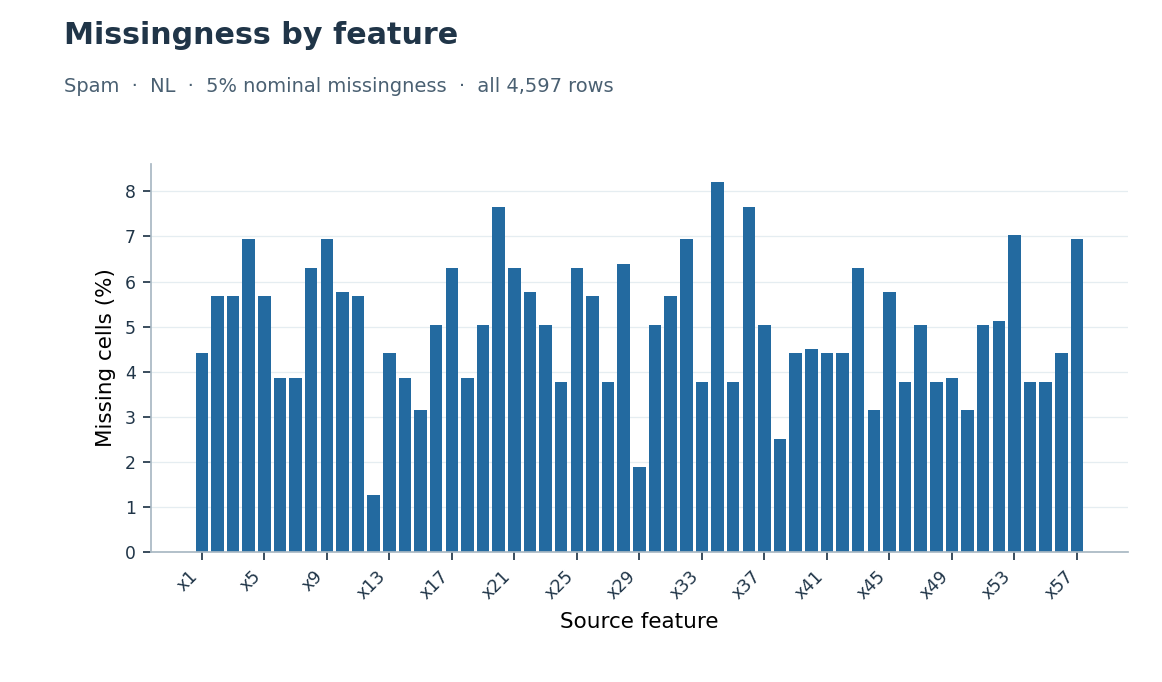 Missingness by feature
Spam · NL · 5% nominal missingness · all 4,597 rows
8
7
6
5
4
3
2
1
0
Missing cells (%)
x1 x5 x9 x13 x17 x21 x25 x29 x33 x37 x41 x45 x49 x53 x57
Source feature